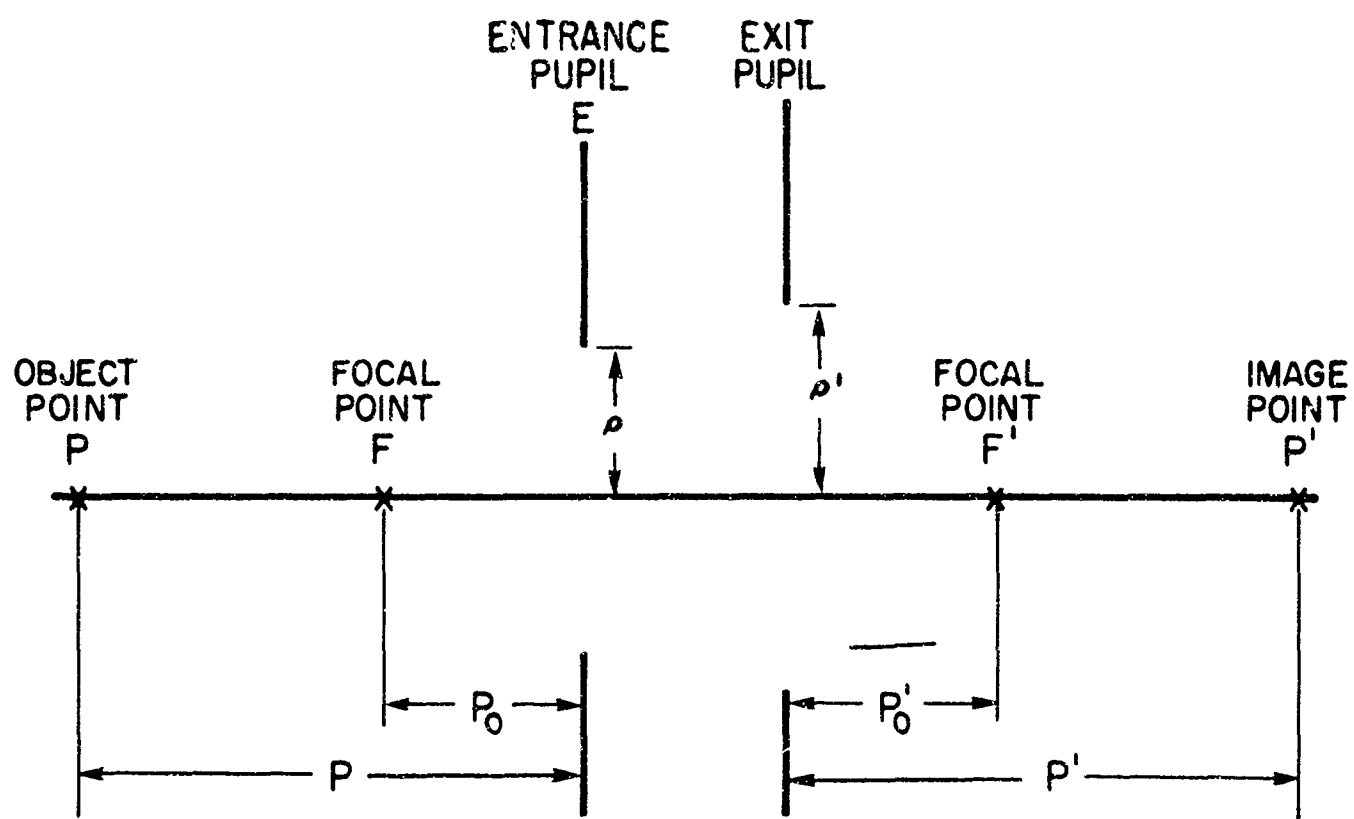 ENTRANCE
PUPIL
E
EXIT
PUPIL
OBJECT
POINT
P
FOCAL
POINT
F
ρ
ρ'
FOCAL
POINT
F'
IMAGE
POINT
P'
P₀
P₀'
P
P'